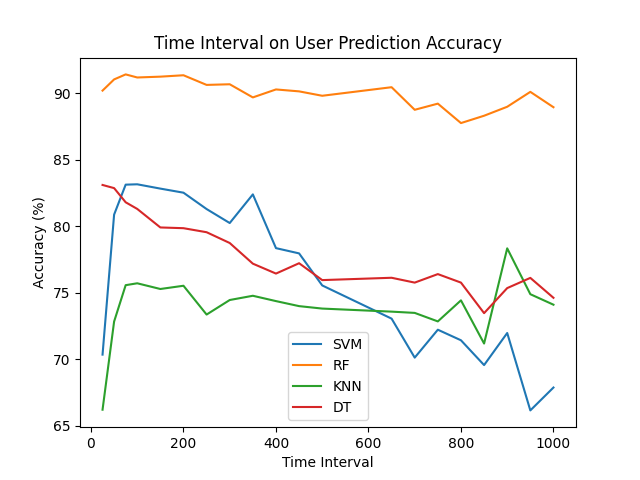 Time Interval on User Prediction Accuracy
Accuracy (%)
90
85
80
75
70
65
SVM
RF
KNN
DT
0 200 400 600 800 1000
Time Interval